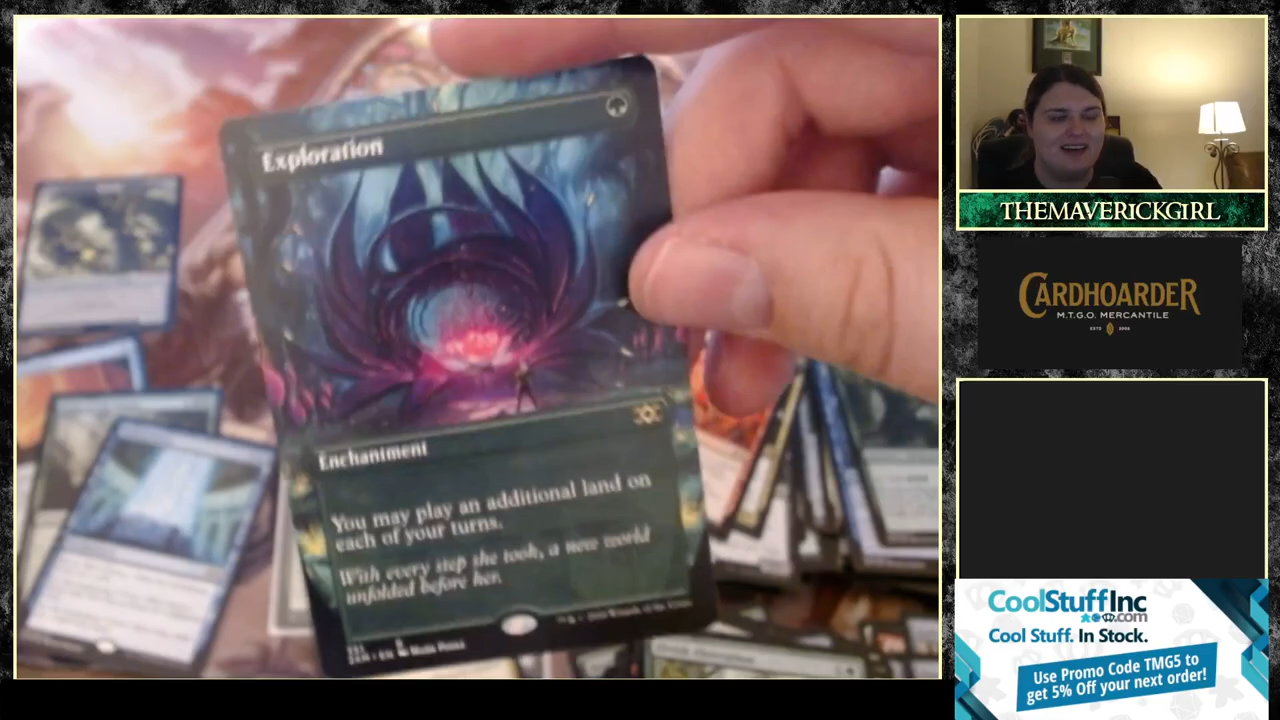 Exploration
Enchantment
You may play an additional land on
each of your turns.
With every step she took, a new world
unfolded before her.
THEMAVERICKGIRL
CARDHOARDER
M.T.G.O. MERCANTILE
CoolStuffInc
.com
Cool Stuff. In Stock.
Use Promo Code TMG5 to
get 5% Off your next order!